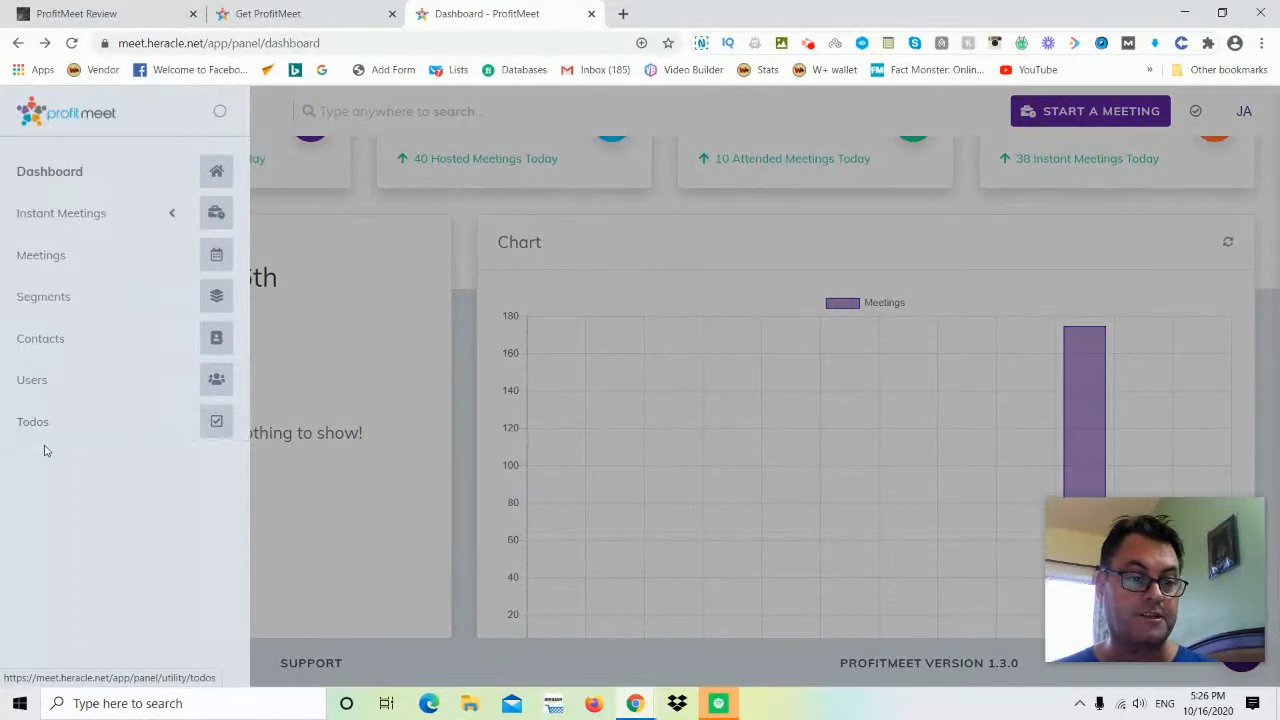 ProfitMeet Review
Get ProfitMeet
Dashboard - ProfitMeet
meet.heracle.net/app/panel/dashboard
Apps
Vendor
Welcome to Facebo...
Bing
Add Form
Lists
Databases
Inbox (185)
Video Builder
Stats
W+ wallet
Fact Monster: Onlin...
YouTube
Other bookmarks
profitmeet
Type anywhere to search...
START A MEETING
JA
Dashboard
Instant Meetings
Meetings
Segments
Contacts
Users
Todos
day
40 Hosted Meetings Today
10 Attended Meetings Today
38 Instant Meetings Today
6th
othing to show!
Chart
Meetings
180
160
140
120
100
80
60
40
20
SUPPORT
PROFITMEET VERSION 1.3.0
https://meet.heracle.net/app/panel/utility/todos
Type here to search
amazon
5:26 PM
10/16/2020